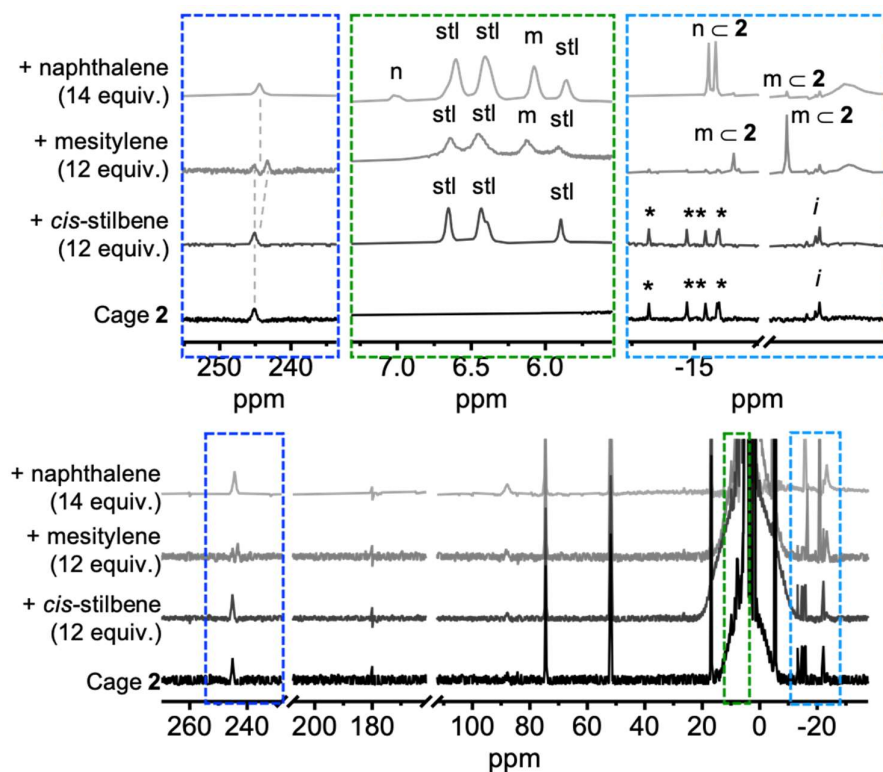 stl stl m stl
n
+ naphthalene
(14 equiv.)
n ⊂ 2
m ⊂ 2
stl stl m stl
+ mesitylene
(12 equiv.)
m ⊂ 2
m ⊂ 2
stl stl stl
+ cis-stilbene
(12 equiv.)
* ** * i
Cage 2
* ** * i
250 240 7.0 6.5 6.0 -15
ppm ppm ppm
+ naphthalene
(14 equiv.)
+ mesitylene
(12 equiv.)
+ cis-stilbene
(12 equiv.)
Cage 2
260 240 200 180 100 80 60 40 20 0 -20
ppm